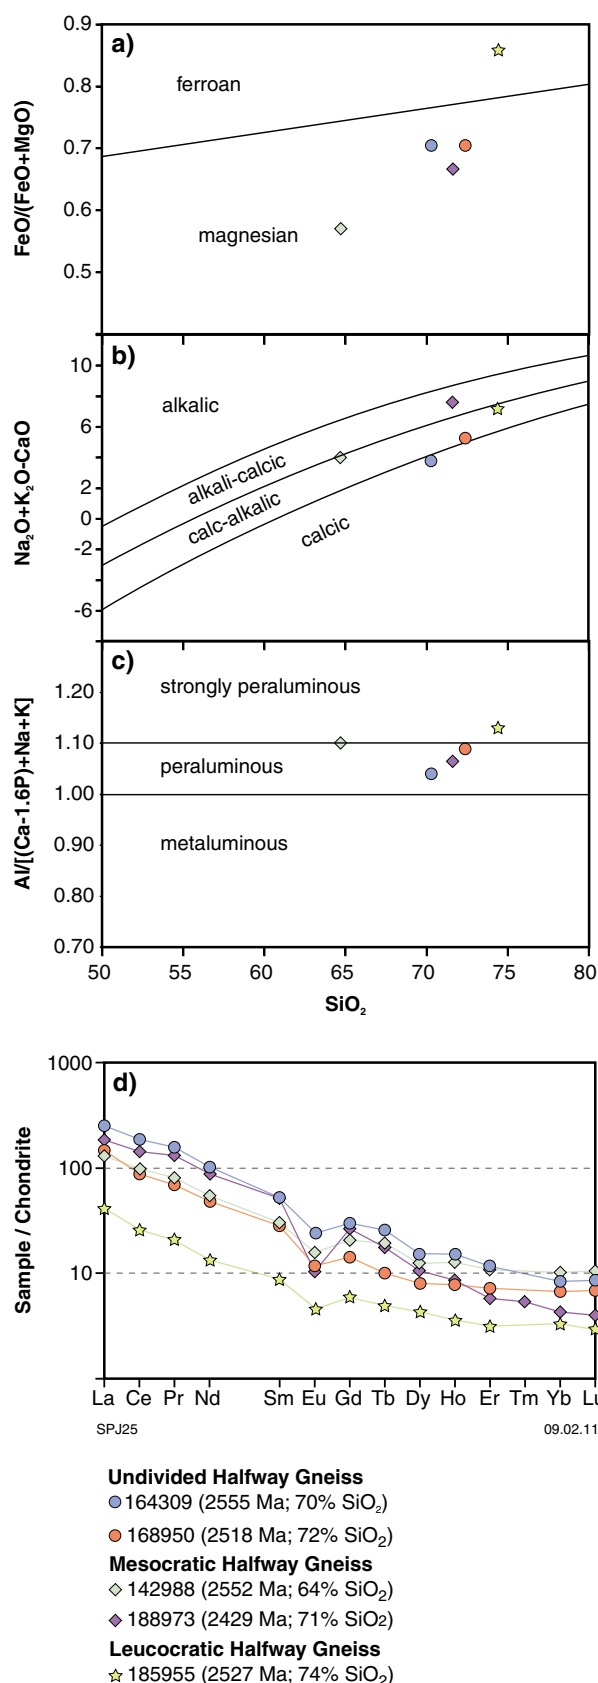 a)
0.9
ferroan
0.8
0.7
magnesian
0.6
0.5
FeO/(FeO+MgO)
b)
10
alkalic
6
alkali-calcic
2
calc-alkalic
0
calcic
-2
-6
Na₂O+K₂O-CaO
c)
strongly peraluminous
1.20
1.10
peraluminous
1.00
metaluminous
0.90
0.80
0.70
Al/[(Ca-1.6P)+Na+K]
50 55 60 65 70 75 80
SiO₂
d)
1000
100
10
Sample / Chondrite
La Ce Pr Nd Sm Eu Gd Tb Dy Ho Er Tm Yb Lu
SPJ25 09.02.11
Undivided Halfway Gneiss
164309 (2555 Ma; 70% SiO₂)
168950 (2518 Ma; 72% SiO₂)
Mesocratic Halfway Gneiss
142988 (2552 Ma; 64% SiO₂)
188973 (2429 Ma; 71% SiO2)
Leucocratic Halfway Gneiss
185955 (2527 Ma; 74% SiO₂)